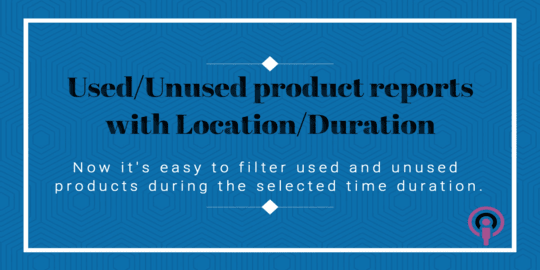 Used/Unused product reports
with Location/Duration
Now it's easy to filter used and unused
products during the selected time duration.